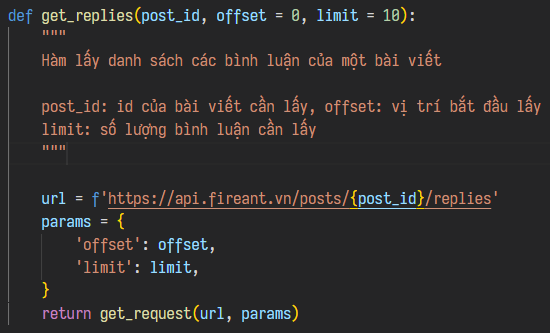 def get_replies(post_id, offset = 0, limit = 10):
    """
    Hàm lấy danh sách các bình luận của một bài viết

    post_id: id của bài viết cần lấy, offset: vị trí bắt đầu lấy
    limit: số lượng bình luận cần lấy
    """

    url = f'https://api.fireant.vn/posts/{post_id}/replies'
    params = {
        'offset': offset,
        'limit': limit,
    }
    return get_request(url, params)